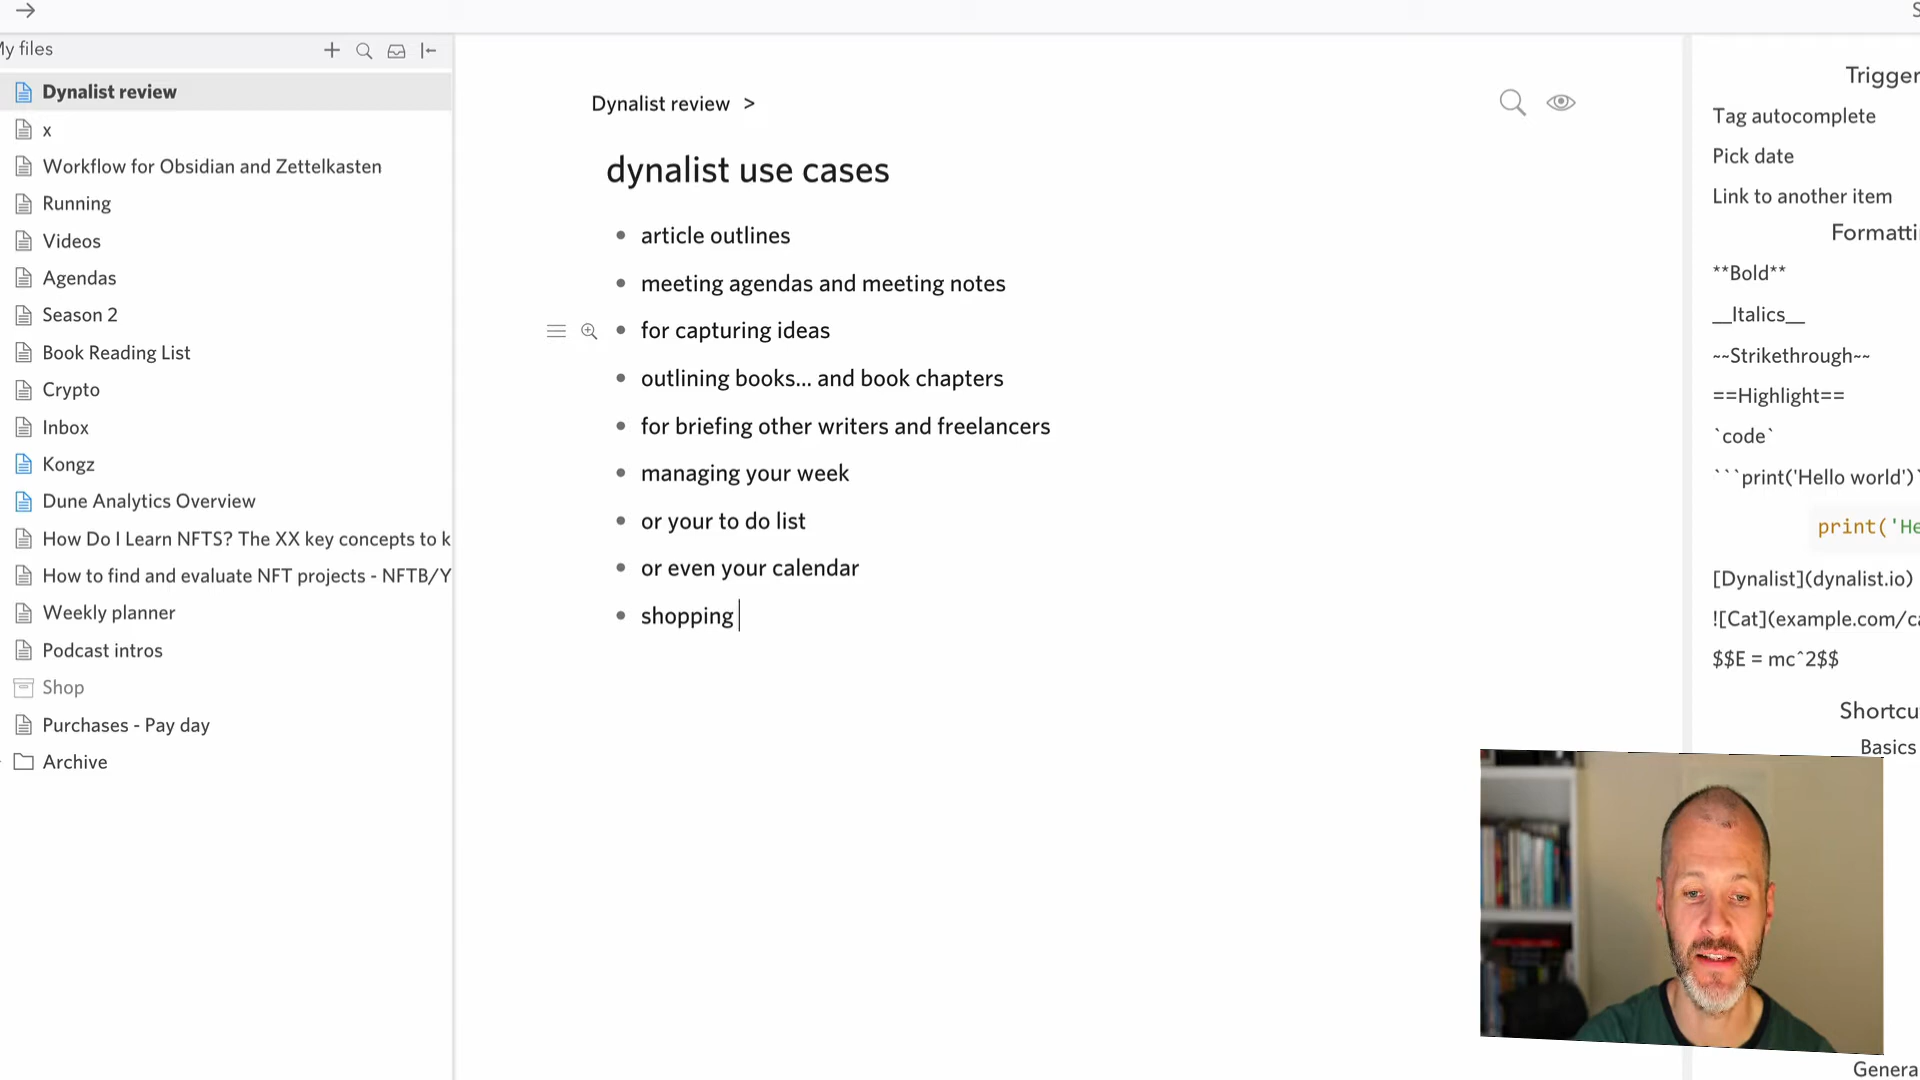 My files
Dynalist review
x
Workflow for Obsidian and Zettelkasten
Running
Videos
Agendas
Season 2
Book Reading List
Crypto
Inbox
Kongz
Dune Analytics Overview
How Do I Learn NFTS? The XX key concepts to k
How to find and evaluate NFT projects - NFTB/Y
Weekly planner
Podcast intros
Shop
Purchases - Pay day
Archive
Dynalist review >
dynalist use cases
article outlines
meeting agendas and meeting notes
for capturing ideas
outlining books... and book chapters
for briefing other writers and freelancers
managing your week
or your to do list
or even your calendar
shopping
Trigger
Tag autocomplete
Pick date
Link to another item
Formatti
**Bold**
__Italics__
~~Strikethrough~~
==Highlight==
`code`
```print('Hello world')`
print('He
[Dynalist](dynalist.io)
![Cat](example.com/ca
$$E = mc^2$$
Shortcu
Basics
Genera